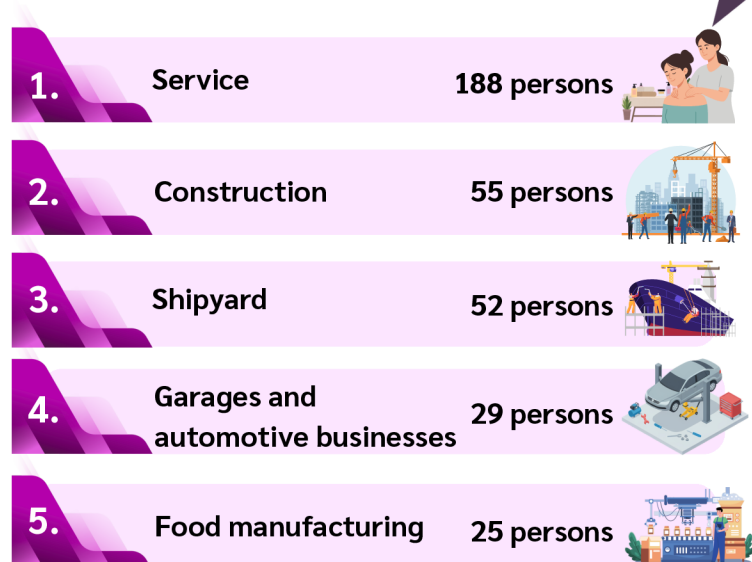 1. Service 188 persons
2. Construction 55 persons
3. Shipyard 52 persons
4. Garages and
automotive businesses 29 persons
5. Food manufacturing 25 persons